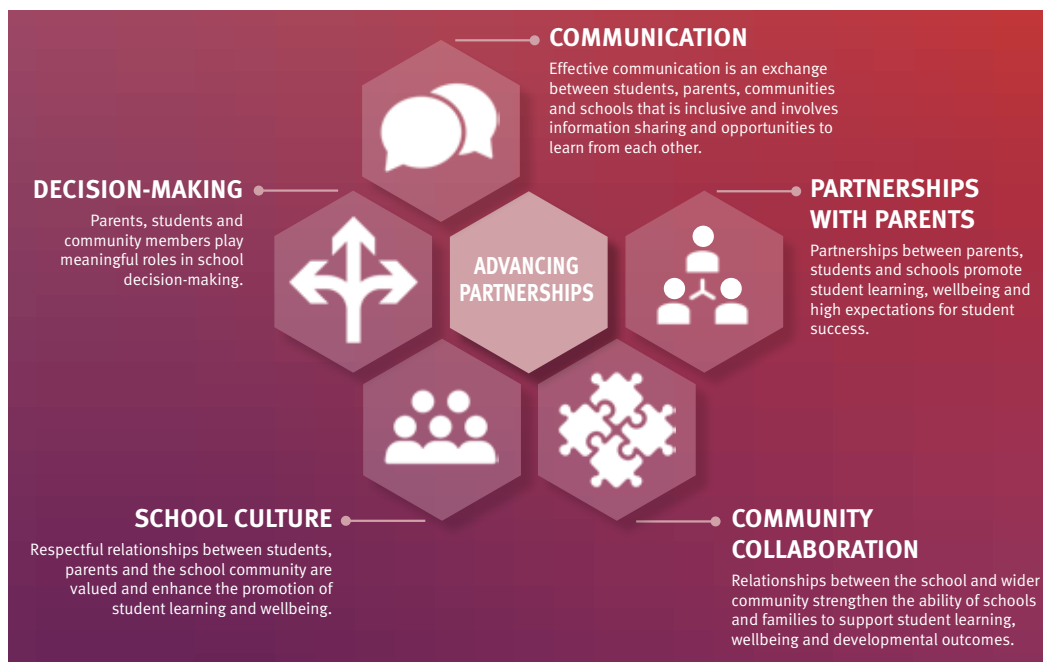 COMMUNICATION
Effective communication is an exchange
between students, parents, communities
and schools that is inclusive and involves
information sharing and opportunities to
learn from each other.
DECISION-MAKING
Parents, students and
community members play
meaningful roles in school
decision-making.
ADVANCING
PARTNERSHIPS
PARTNERSHIPS
WITH PARENTS
Partnerships between parents,
students and schools promote
student learning, wellbeing and
high expectations for student
success.
SCHOOL CULTURE
Respectful relationships between students,
parents and the school community are
valued and enhance the promotion of
student learning and wellbeing.
COMMUNITY
COLLABORATION
Relationships between the school and wider
community strengthen the ability of schools
and families to support student learning,
wellbeing and developmental outcomes.